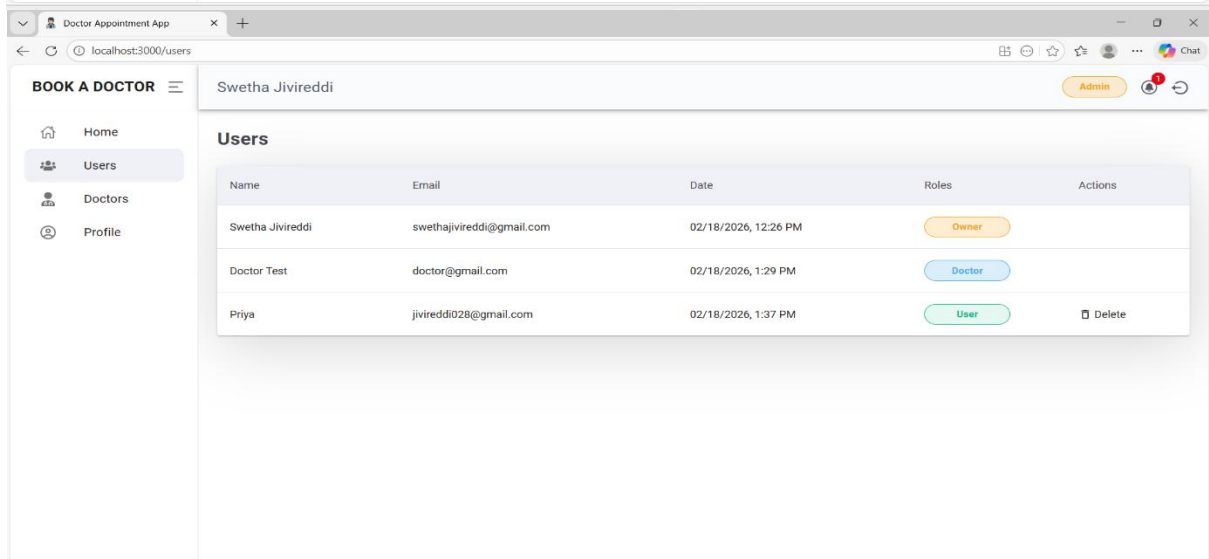 Doctor Appointment App
localhost:3000/users
Chat
BOOK A DOCTOR
Swetha Jivireddi
Admin
1
Home
Users
Doctors
Profile
Users
Name Email Date Roles Actions
Swetha Jivireddi swethajivireddi@gmail.com 02/18/2026, 12:26 PM Owner
Doctor Test doctor@gmail.com 02/18/2026, 1:29 PM Doctor
Priya jivireddi028@gmail.com 02/18/2026, 1:37 PM User Delete